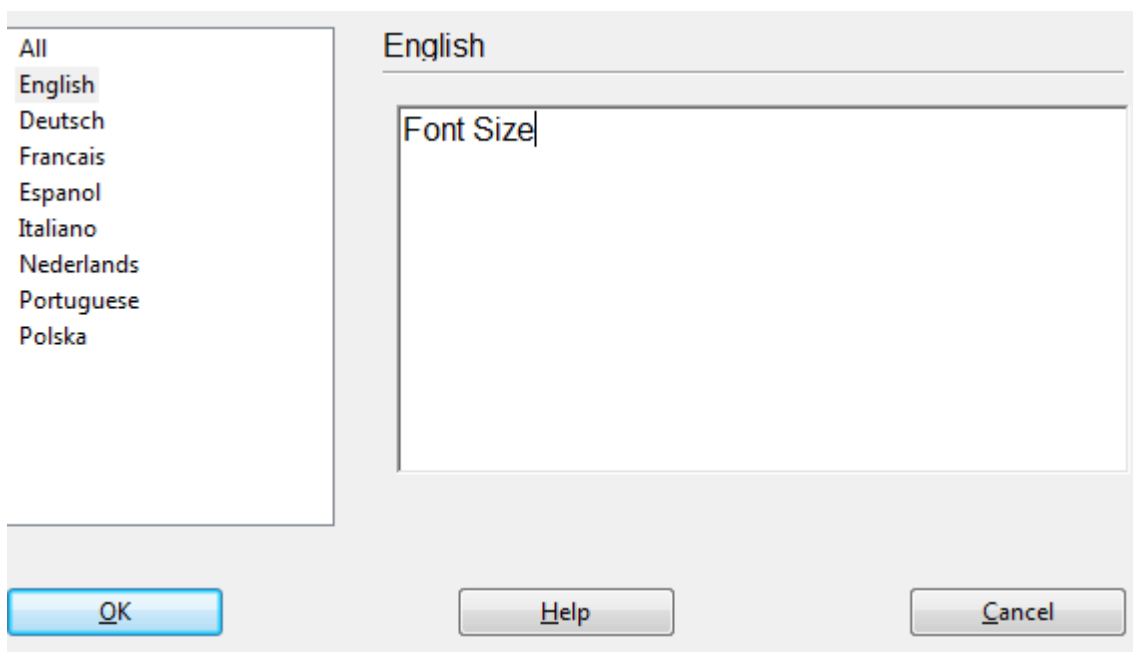 All
English
Deutsch
Francais
Espanol
Italiano
Nederlands
Portuguese
Polska
English
Font Size
OK
Help
Cancel